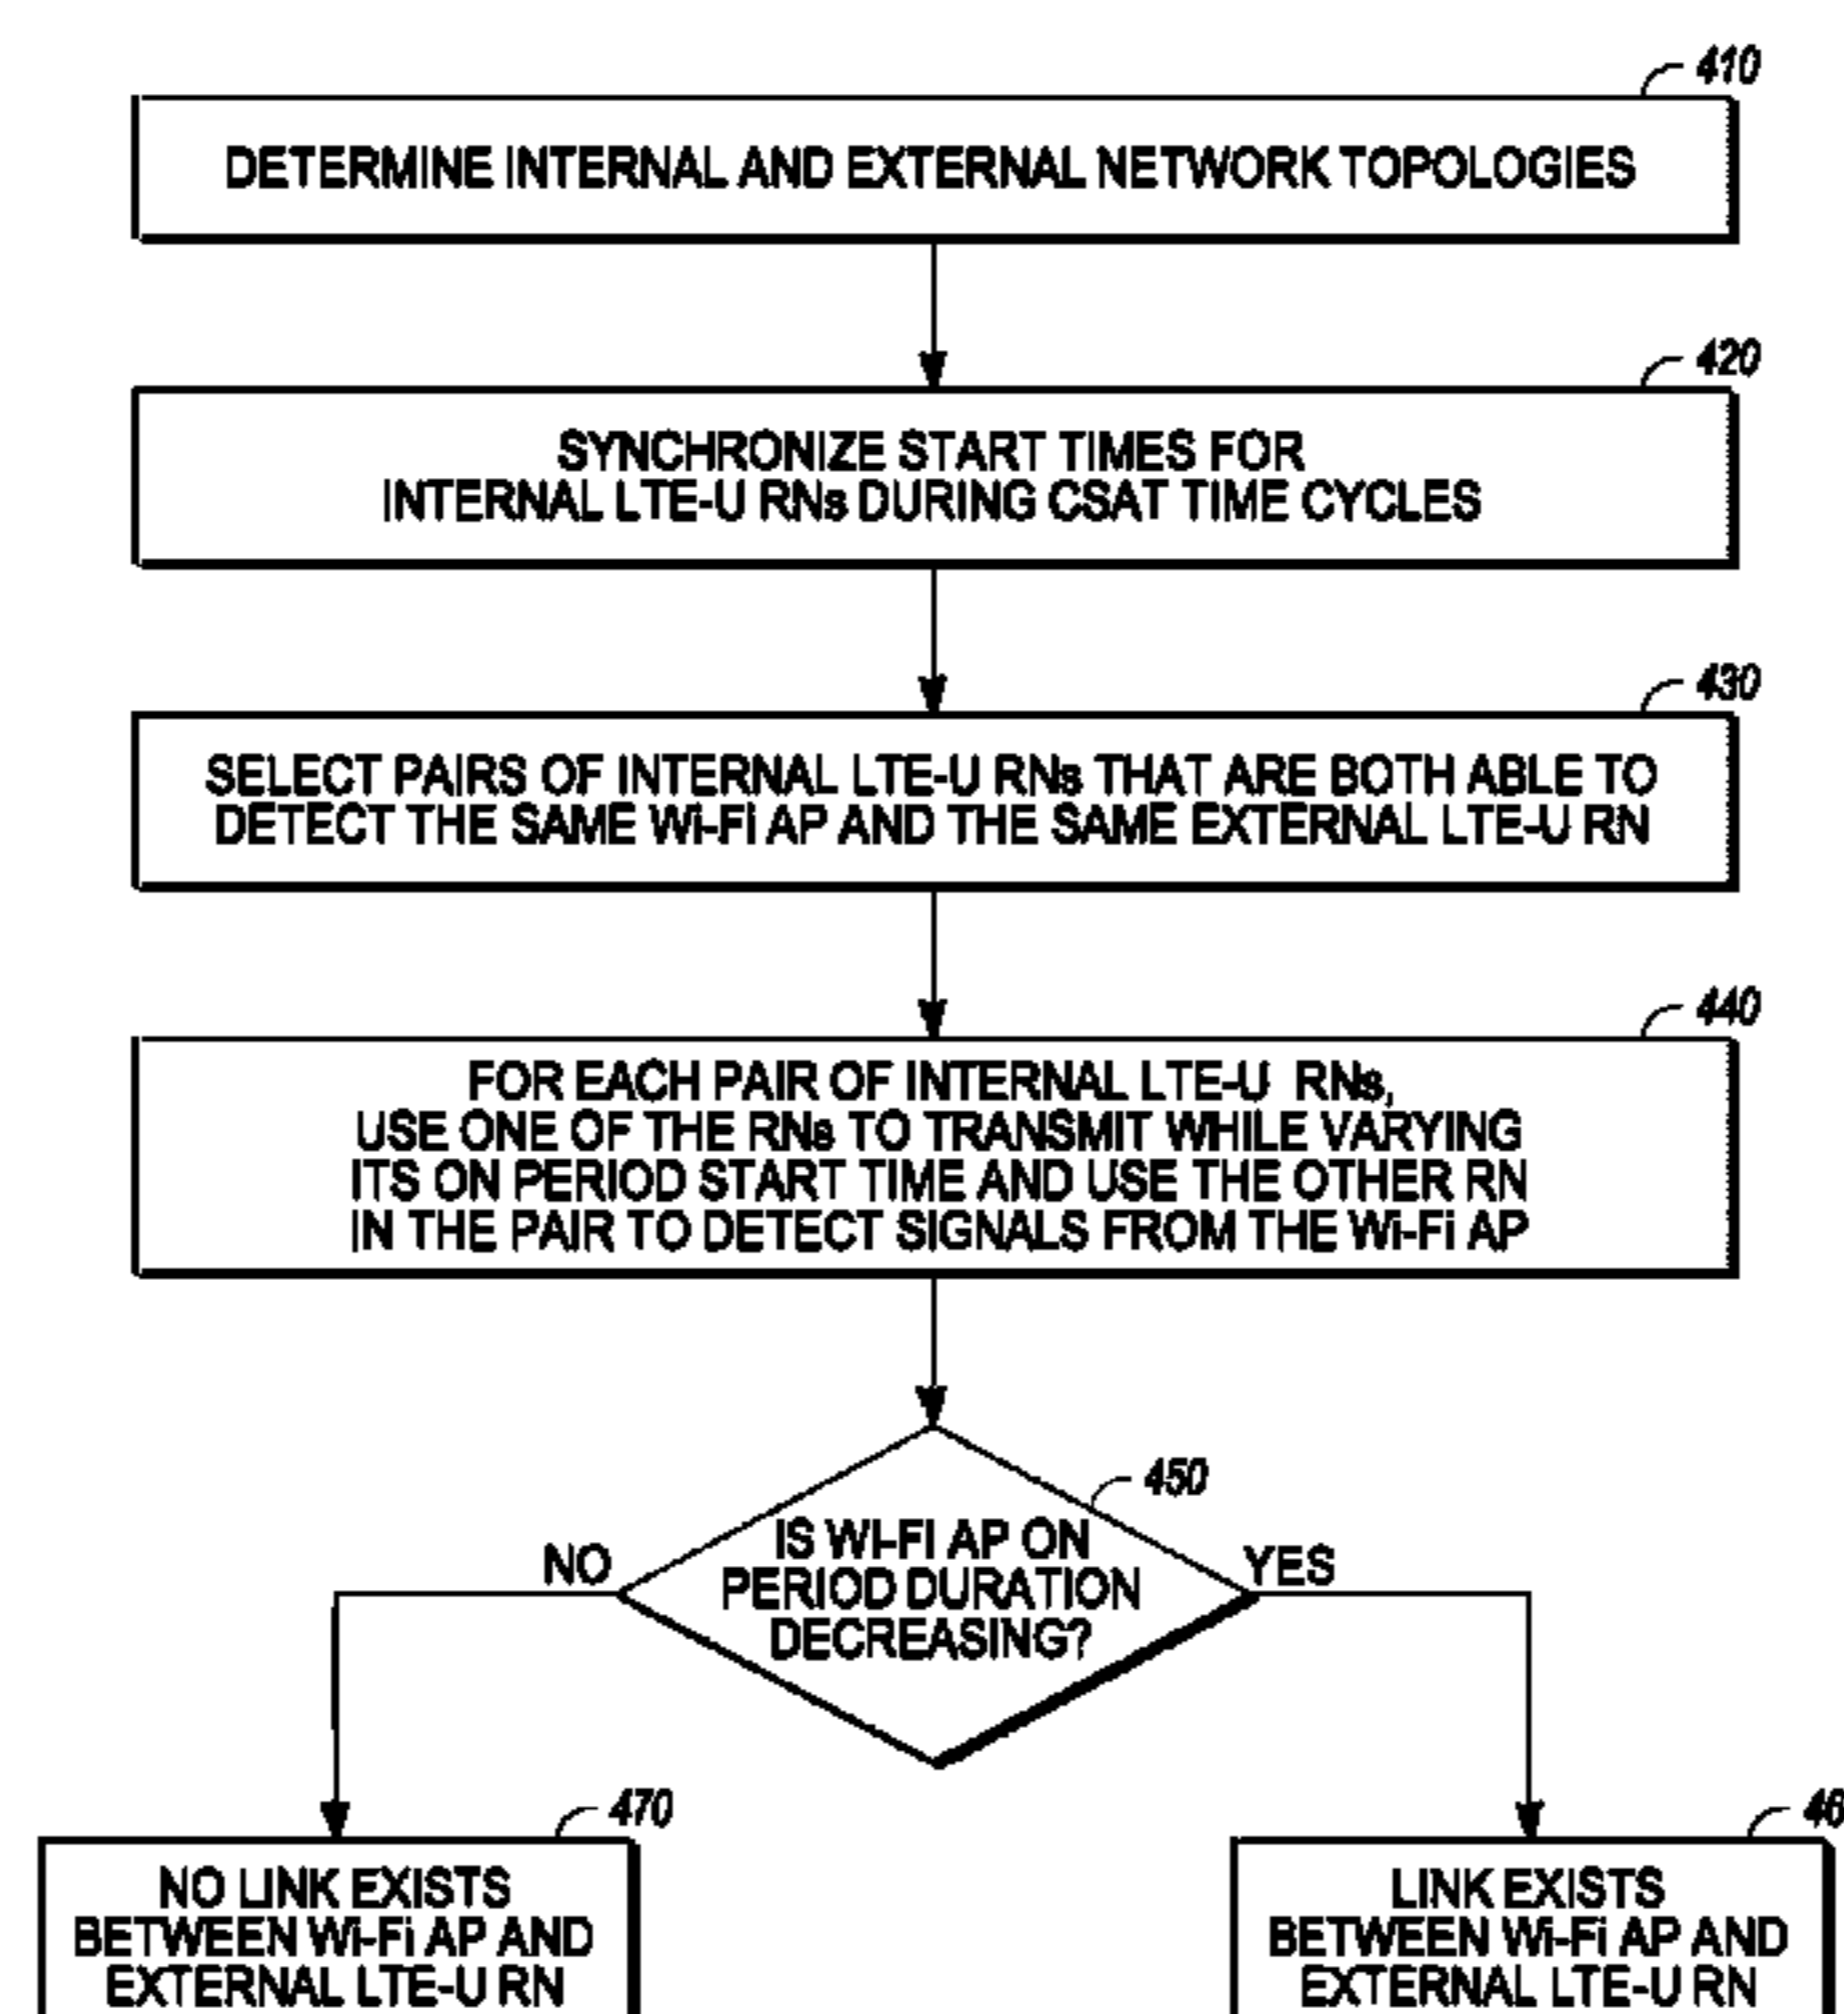 410
DETERMINE INTERNAL AND EXTERNAL NETWORK TOPOLOGIES
420
SYNCHRONIZE START TIMES FOR
INTERNAL LTE-U RNs DURING CSAT TIME CYCLES
430
SELECT PAIRS OF INTERNAL LTE-U RNs THAT ARE BOTH ABLE TO
DETECT THE SAME Wi-Fi AP AND THE SAME EXTERNAL LTE-U RN
440
FOR EACH PAIR OF INTERNAL LTE-U RNs,
USE ONE OF THE RNs TO TRANSMIT WHILE VARYING
ITS ON PERIOD START TIME AND USE THE OTHER RN
IN THE PAIR TO DETECT SIGNALS FROM THE Wi-Fi AP
450
IS WI-FI AP ON
PERIOD DURATION
DECREASING?
NO
YES
470
NO LINK EXISTS
BETWEEN Wi-Fi AP AND
EXTERNAL LTE-U RN
LINK EXISTS
BETWEEN Wi-Fi AP AND
EXTERNAL LTE-U RN